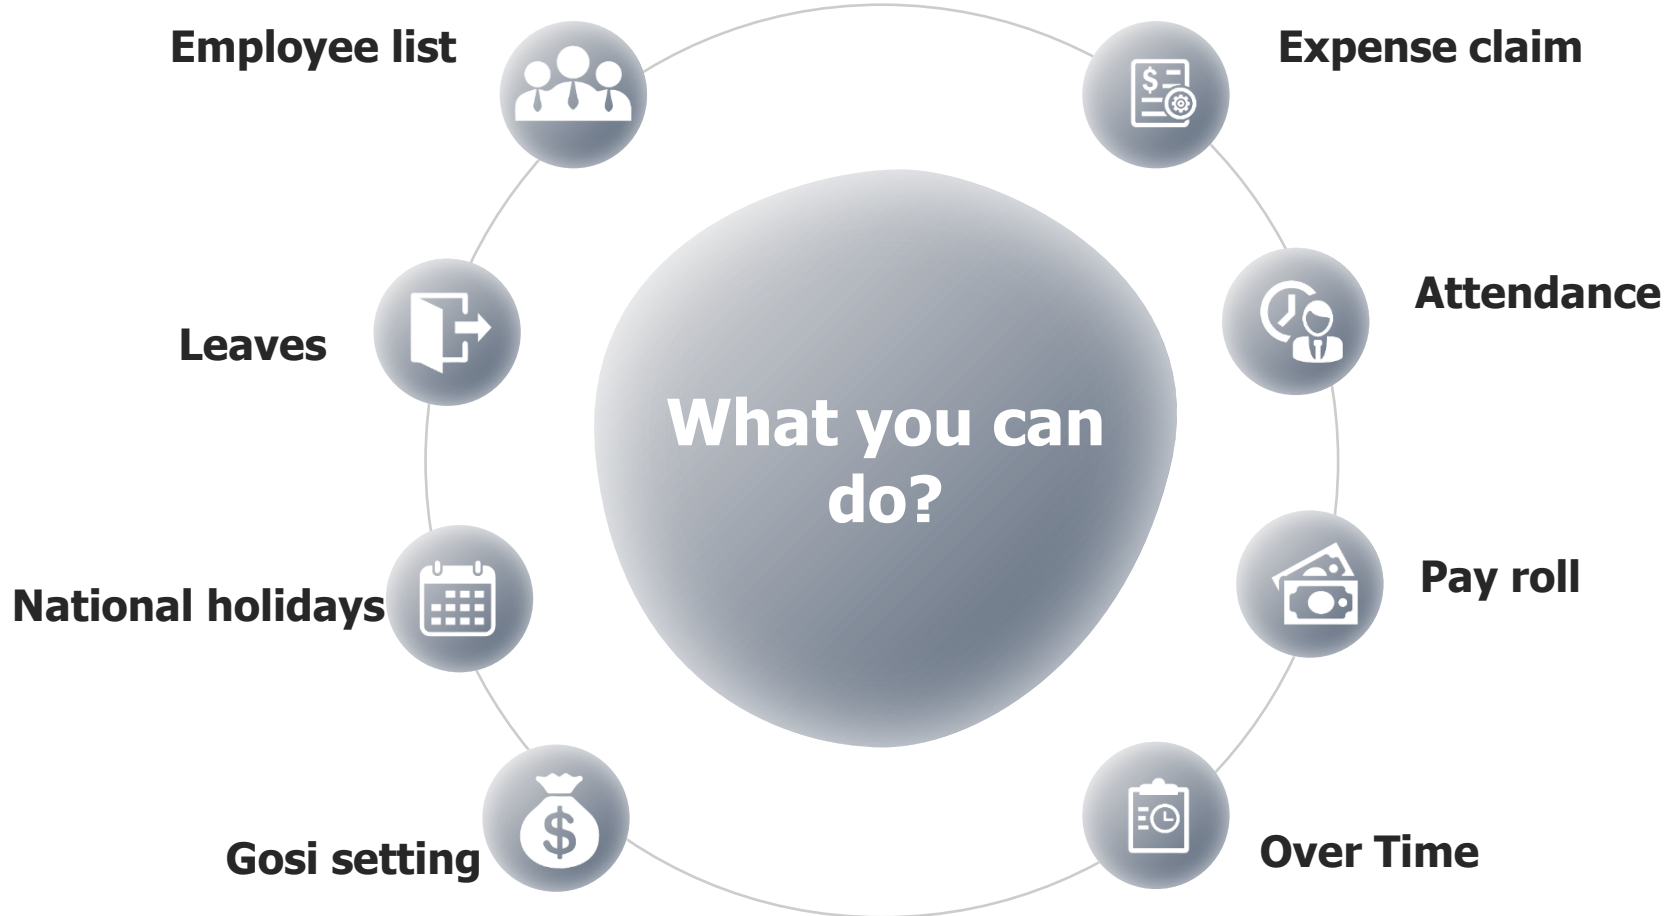 Employee list
Expense claim
Leaves
Attendance
What you can
do?
National holidays
Pay roll
Gosi setting
Over Time
$
$